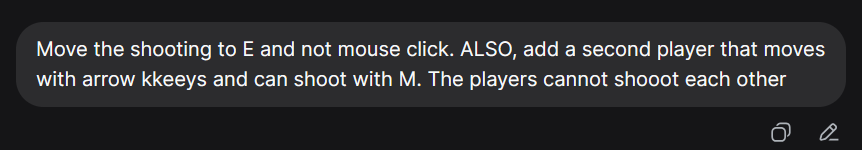 Move the shooting to E and not mouse click. ALSO, add a second player that moves
with arrow kkeeys and can shoot with M. The players cannot shooot each other